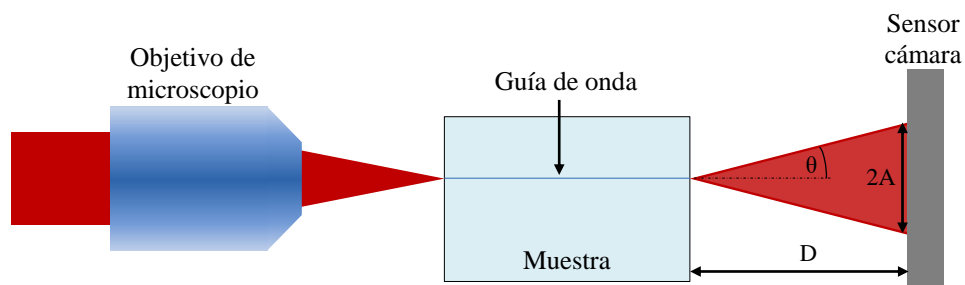 Objetivo de
microscopio
Guía de onda
Sensor
cámara
θ
2A
Muestra
D